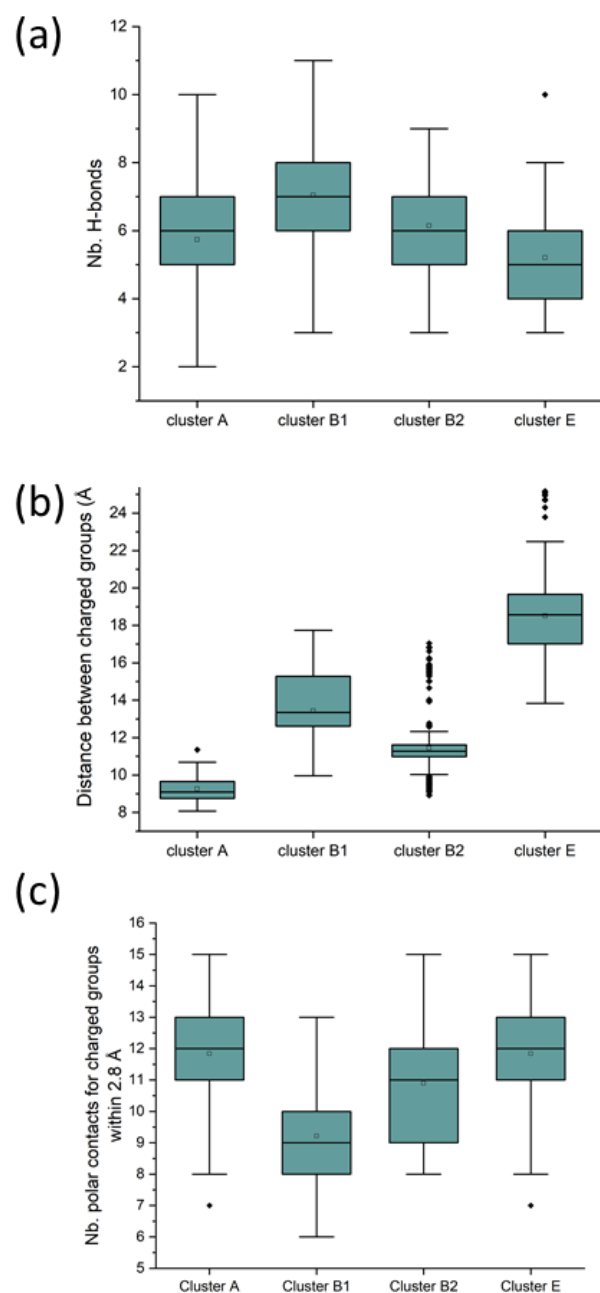 (a)
Nb. H-bonds
12
10
8
6
4
2
cluster A cluster B1 cluster B2 cluster E
(b)
Distance between charged groups (Å
24
22
20
18
16
14
12
10
8
cluster A cluster B1 cluster B2 cluster E
(c)
Nb. polar contacts for charged groups
within 2.8 Å
16
15
14
13
12
11
10
9
8
7
6
5
Cluster A Cluster B1 Cluster B2 Cluster E